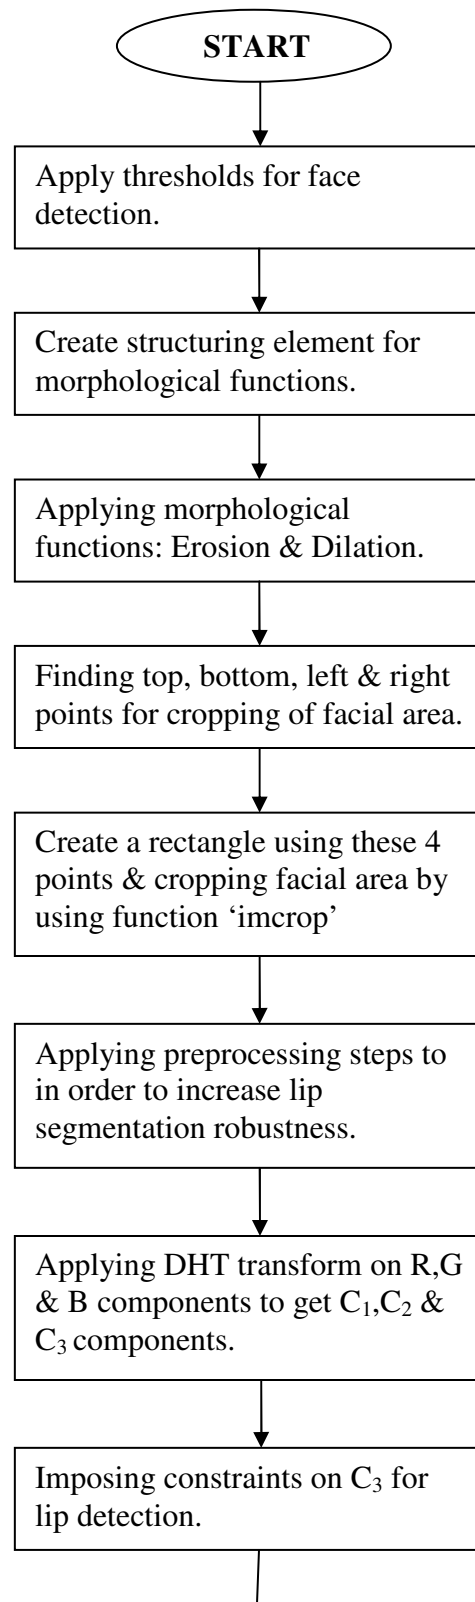 START
Apply thresholds for face
detection.
Create structuring element for
morphological functions.
Applying morphological
functions: Erosion & Dilation.
Finding top, bottom, left & right
points for cropping of facial area.
Create a rectangle using these 4
points & cropping facial area by
using function ‘imcrop’
Applying preprocessing steps to
in order to increase lip
segmentation robustness.
Applying DHT transform on R,G
& B components to get C₁,C₂ &
C₃ components.
Imposing constraints on C₃ for
lip detection.